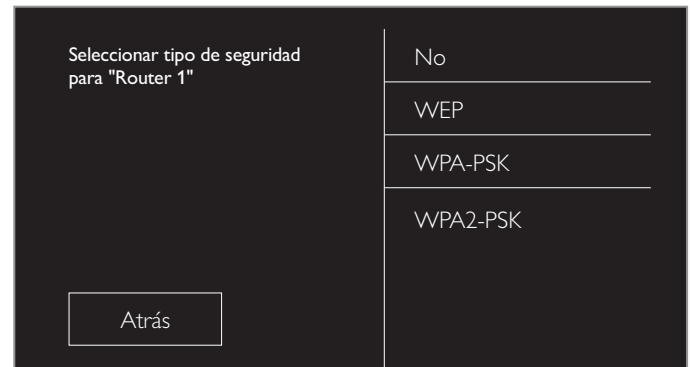 Seleccionar tipo de seguridad
para "Router 1"
No
WEP
WPA-PSK
WPA2-PSK
Atrás